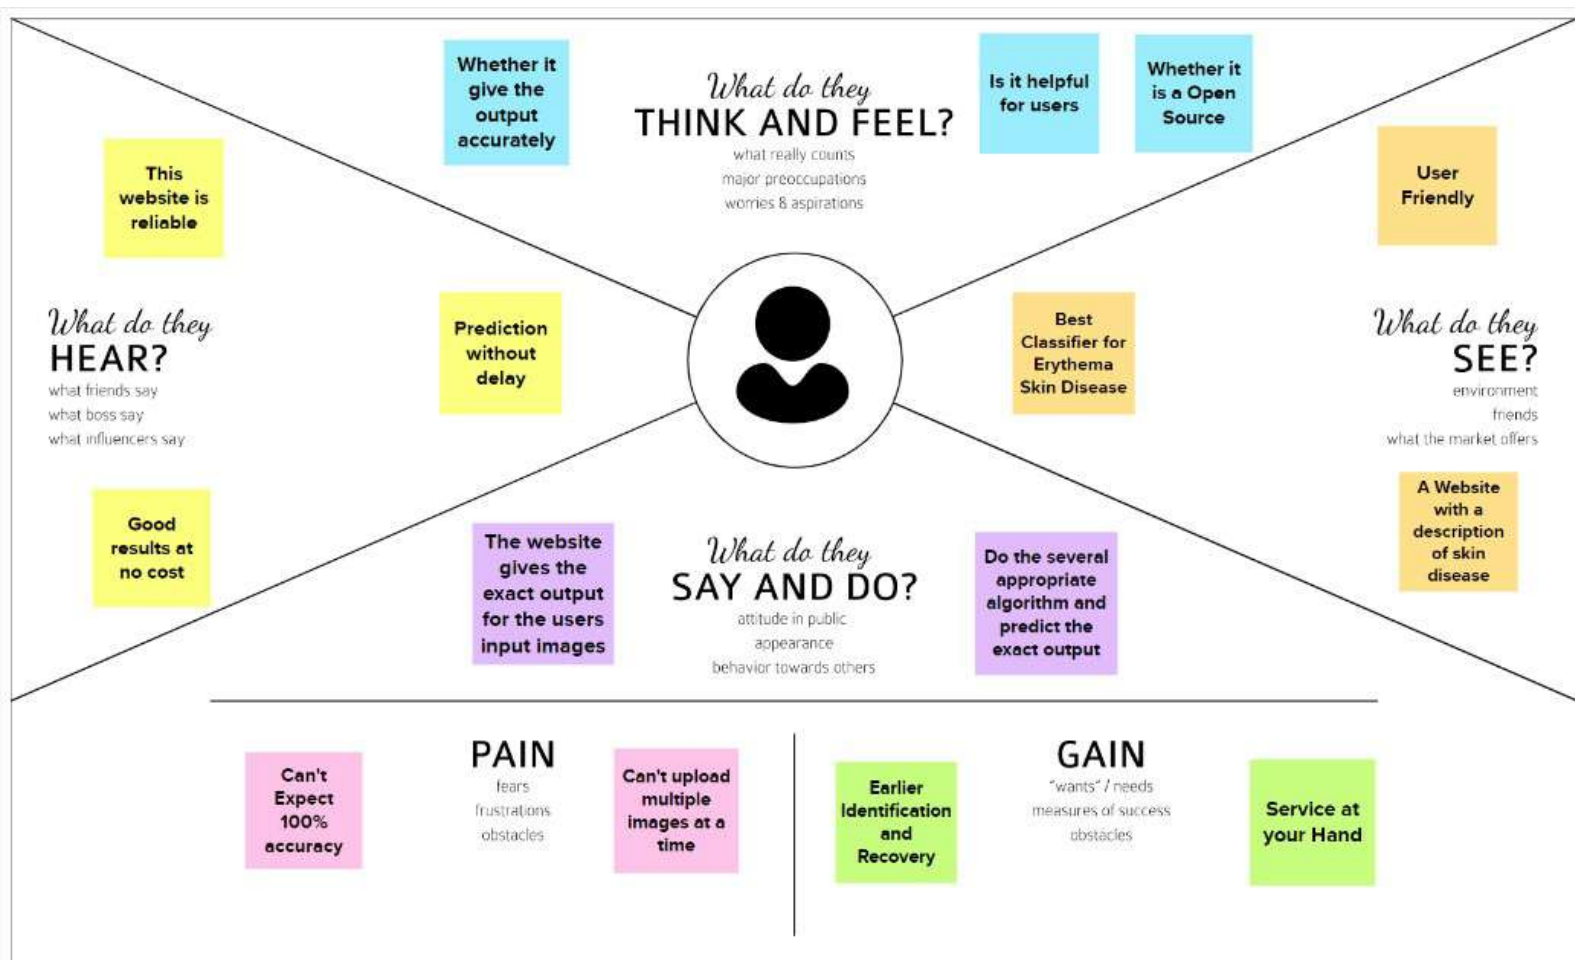 Whether it
give the
output
accurately
What do they
THINK AND FEEL?
what really counts
major preoccupations
worries & aspirations
Is it helpful
for users
Whether it
is a Open
Source
This
website is
reliable
What do they
HEAR?
what friends say
what boss say
what influencers say
Prediction
without
delay
Good
results at
no cost
User
Friendly
Best
Classifier for
Erythema
Skin Disease
What do they
SEE?
environment
friends
what the market offers
A Website
with a
description
of skin
disease
The website
gives the
exact output
for the users
input images
What do they
SAY AND DO?
attitude in public
appearance
behavior towards others
Do the several
appropriate
algorithm and
predict the
exact output
Can't
Expect
100%
accuracy
PAIN
fears
frustrations
obstacles
Can't upload
multiple
images at a
time
Earlier
Identification
and
Recovery
GAIN
"wants" / needs
measures of success
obstacles
Service at
your Hand